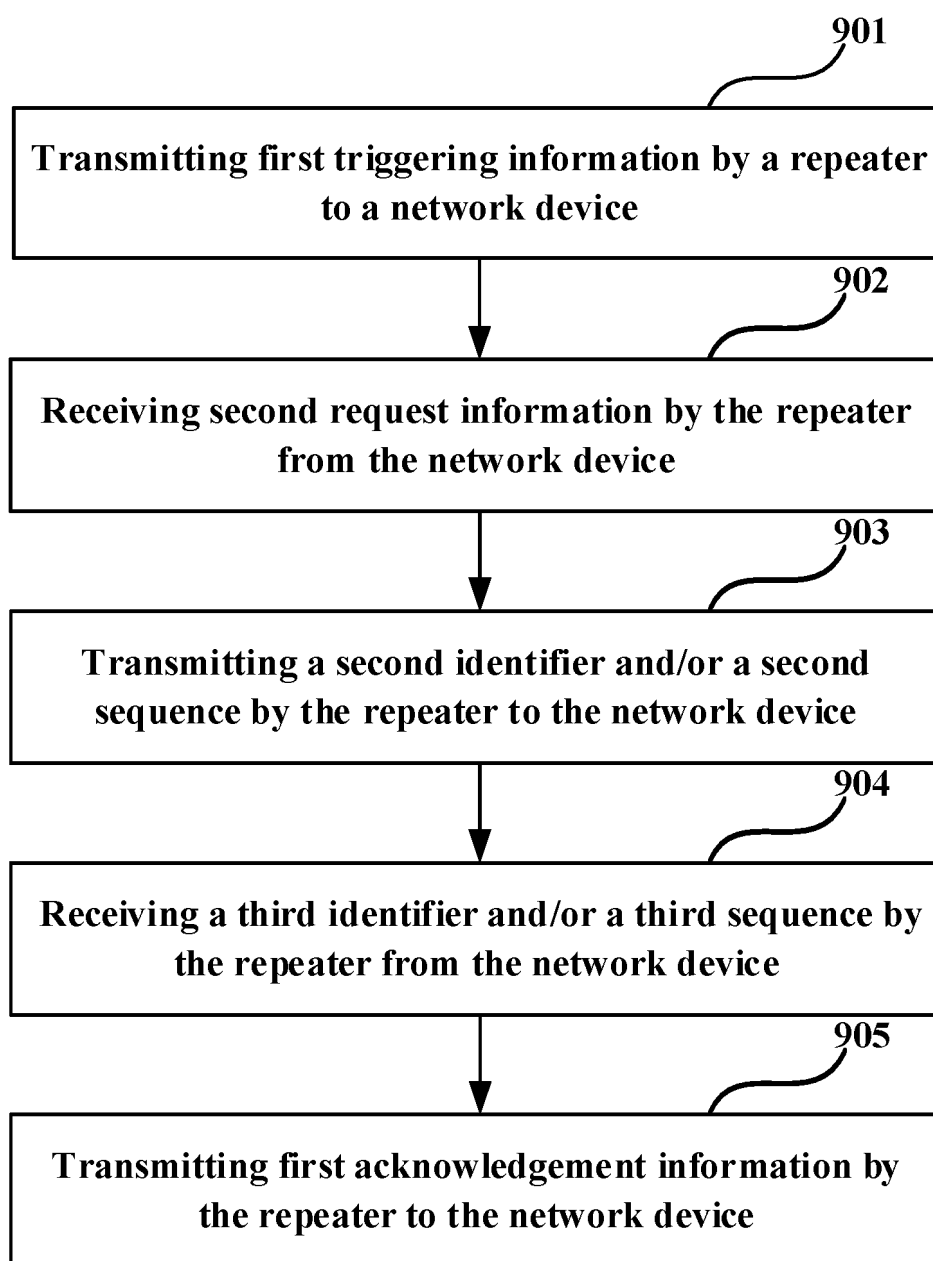 901
Transmitting first triggering information by a repeater
to a network device
902
Receiving second request information by the repeater
from the network device
903
Transmitting a second identifier and/or a second
sequence by the repeater to the network device
904
Receiving a third identifier and/or a third sequence by
the repeater from the network device
905
Transmitting first acknowledgement information by
the repeater to the network device